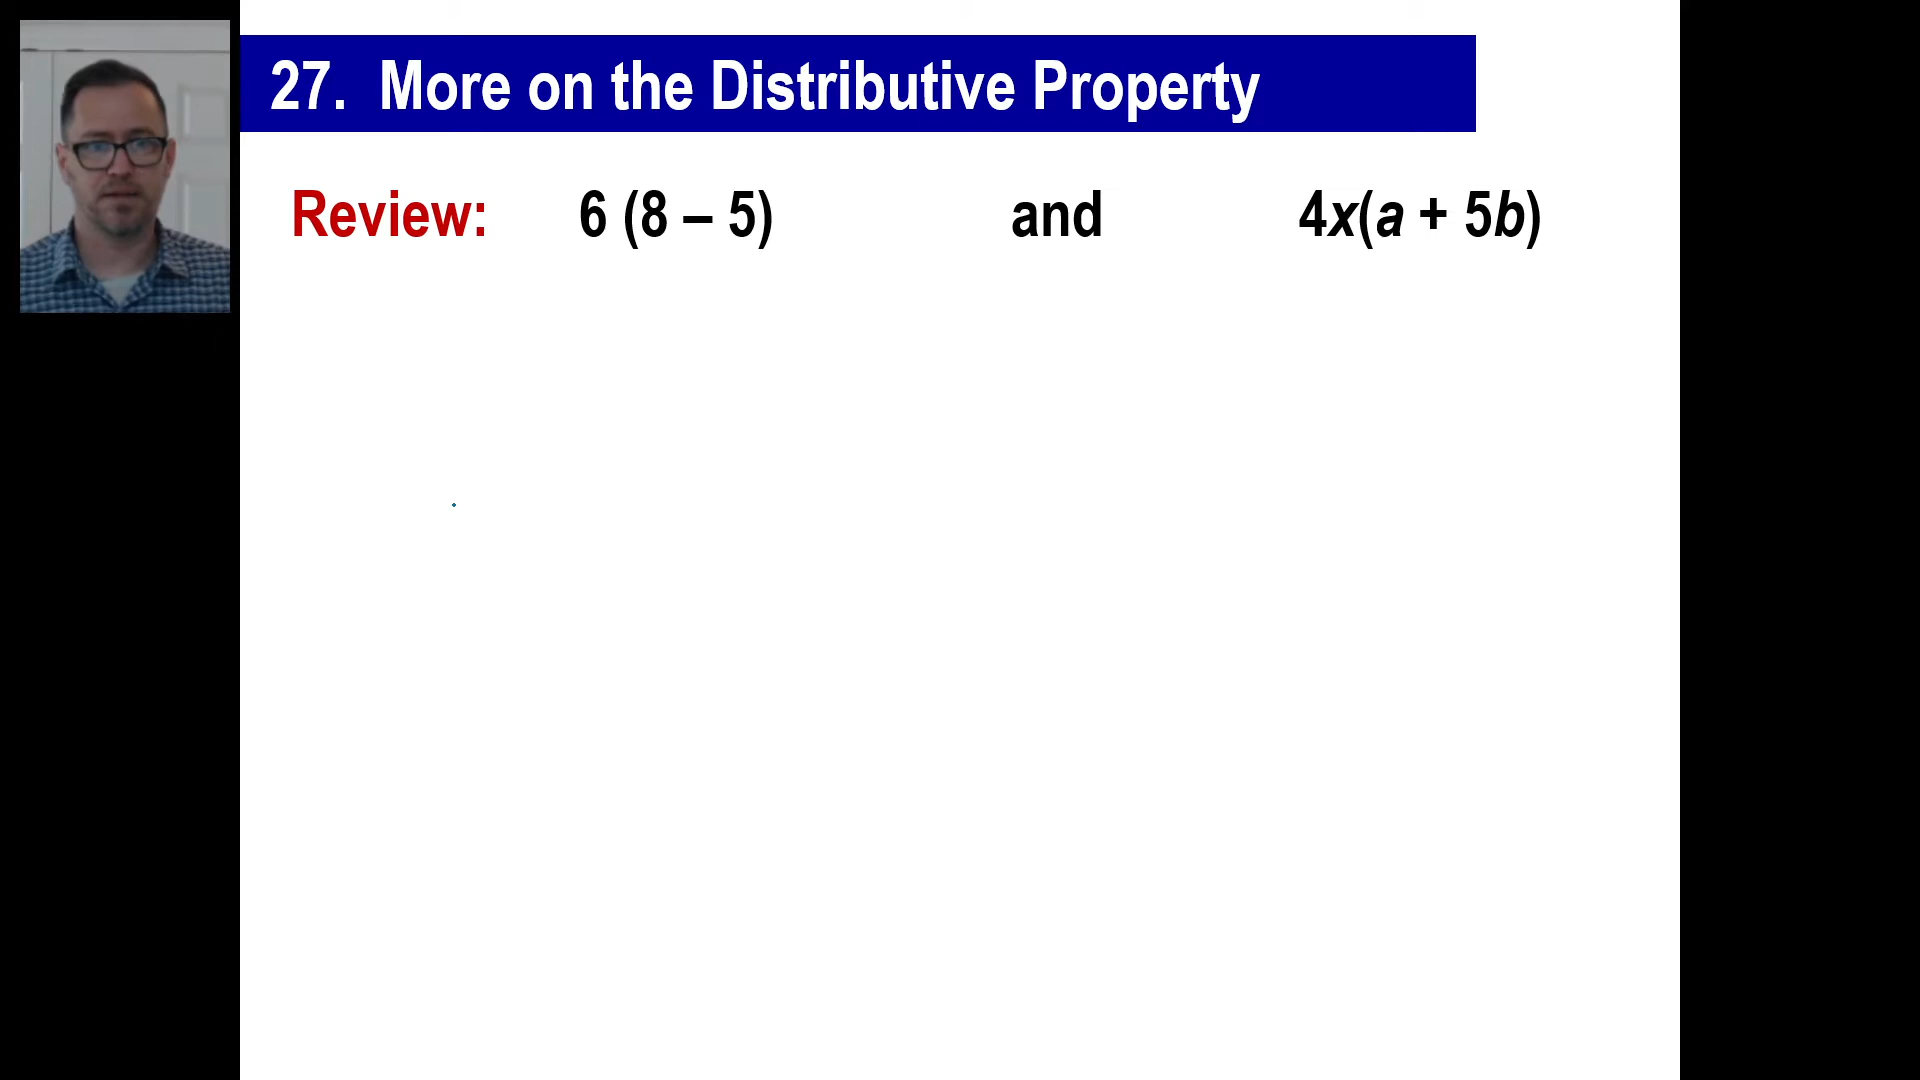 27. More on the Distributive Property
Review: 6 (8 – 5) and 4x(a + 5b)